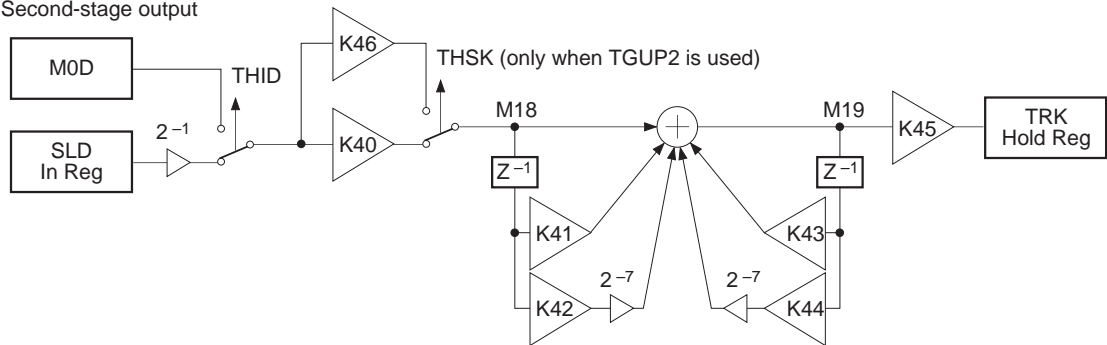 Second-stage output
M0D
THID
K46
THSK (only when TGUP2 is used)
2 –1
SLD
In Reg
K40
M18
M19
K45
TRK
Hold Reg
Z –1
Z –1
K41
K43
K42
2 –7
2 –7
K44